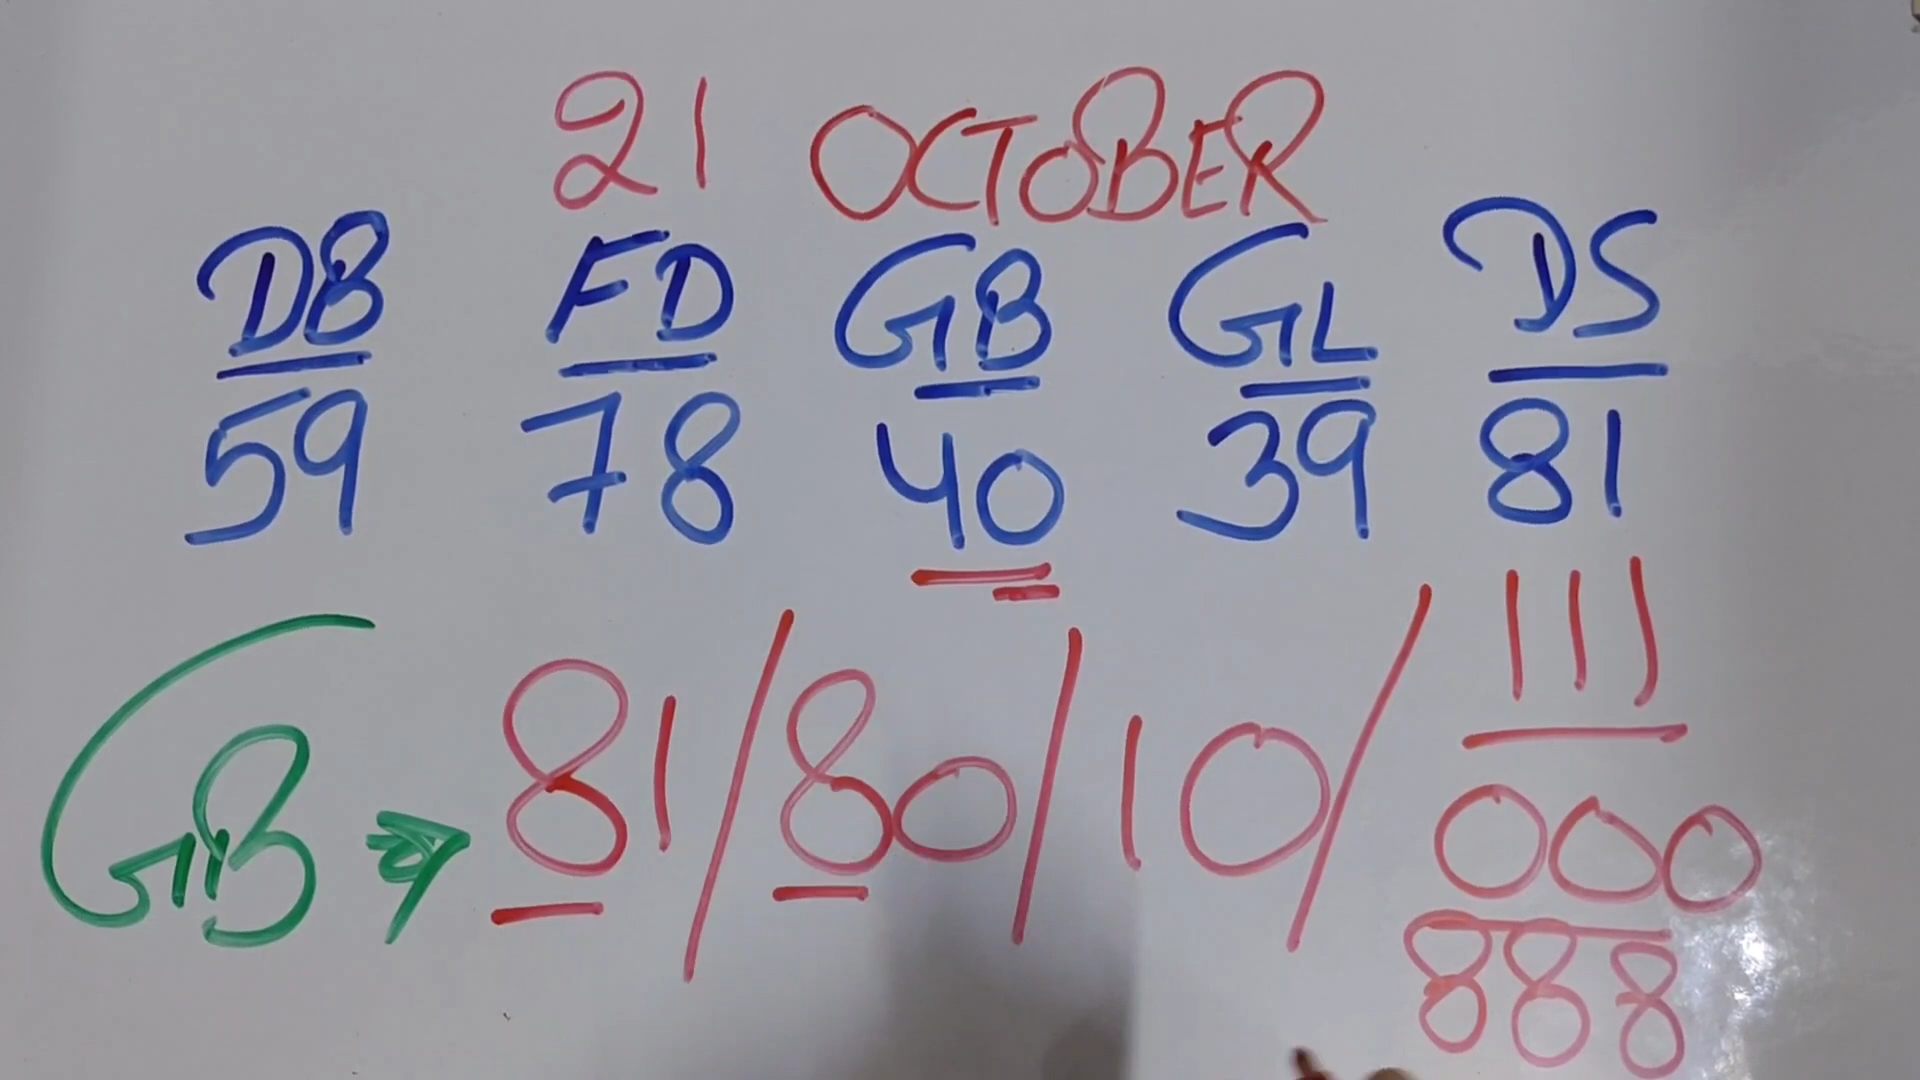 21 OCTOBER
DB FD GB GL DS
59 78 40 39 81
GB ⇒ 81 / 80 / 10 / 111
000
888